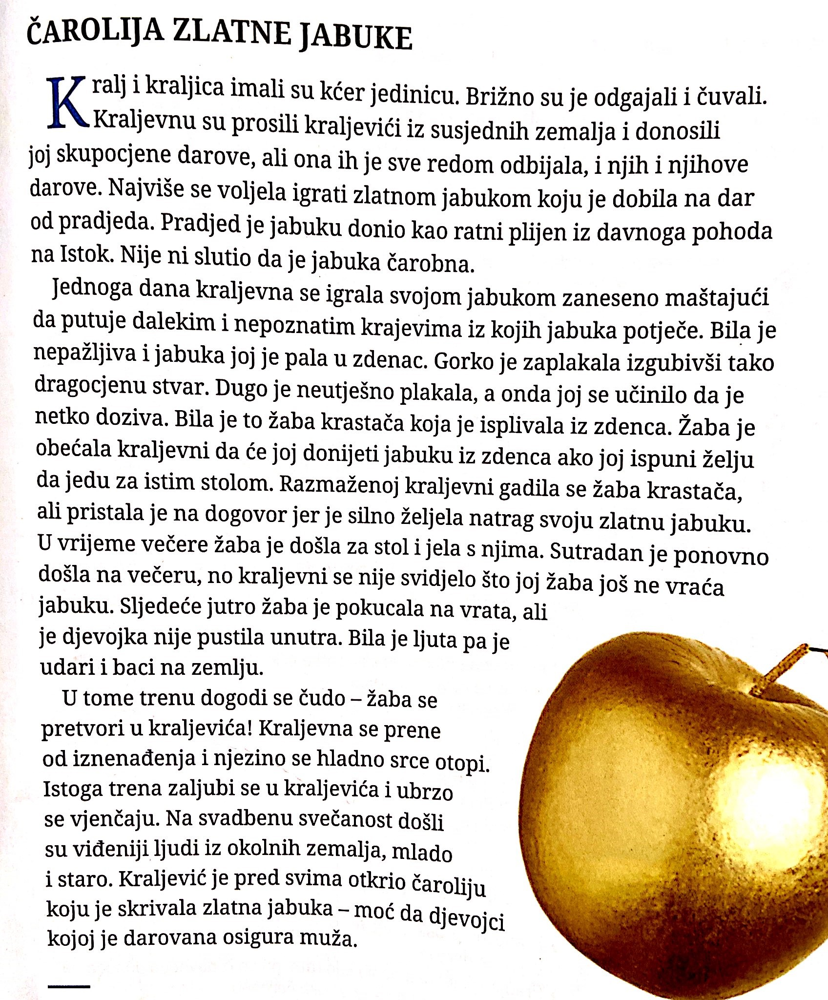 ČAROLIJA ZLATNE JABUKE
Kralj i kraljica imali su kćer jedinicu. Brižno su je odgajali i čuvali.
Kraljevnu su prosili kraljevići iz susjednih zemalja i donosili
joj skupocjene darove, ali ona ih je sve redom odbijala, i njih i njihove
darove. Najviše se voljela igrati zlatnom jabukom koju je dobila na dar
od pradjeda. Pradjed je jabuku donio kao ratni plijen iz davnoga pohoda
na Istok. Nije ni slutio da je jabuka čarobna.
Jednoga dana kraljevna se igrala svojom jabukom zaneseno maštajući
da putuje dalekim i nepoznatim krajevima iz kojih jabuka potječe. Bila je
nepažljiva i jabuka joj je pala u zdenac. Gorko je zaplakala izgubivši tako
dragocjenu stvar. Dugo je neutješno plakala, a onda joj se učinilo da je
netko doziva. Bila je to žaba krastača koja je isplivala iz zdenca. Žaba je
obećala kraljevni da će joj donijeti jabuku iz zdenca ako joj ispuni želju
da jedu za istim stolom. Razmaženoj kraljevni gadila se žaba krastača,
ali pristala je na dogovor jer je silno željela natrag svoju zlatnu jabuku.
U vrijeme večere žaba je došla za stol i jela s njima. Sutradan je ponovno
došla na večeru, no kraljevni se nije svidjelo što joj žaba još ne vraća
jabuku. Sljedeće jutro žaba je pokucala na vrata, ali
je djevojka nije pustila unutra. Bila je ljuta pa je
udari i baci na zemlju.
U tome trenu dogodi se čudo – žaba se
pretvori u kraljevića! Kraljevna se prene
od iznenađenja i njezino se hladno srce otopi.
Istoga trena zaljubi se u kraljevića i ubrzo
se vjenčaju. Na svadbenu svečanost došli
su viđeniji ljudi iz okolnih zemalja, mlado
i staro. Kraljević je pred svima otkrio čaroliju
koju je skrivala zlatna jabuka – moć da djevojci
kojoj je darovana osigura muža.